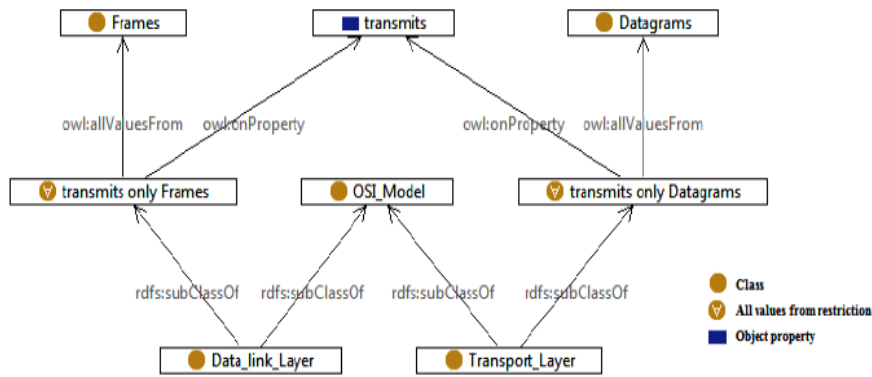 Frames
transmits
Datagrams
owl:allValuesFrom
owl:onProperty
owl:onProperty
owl:allValuesFrom
transmits only Frames
OSI_Model
transmits only Datagrams
rdfs:subClassOf
rdfs:subClassOf
rdfs:subClassOf
rdfs:subClassOf
Class
All values from restriction
Object property
Data_link_Layer
Transport_Layer